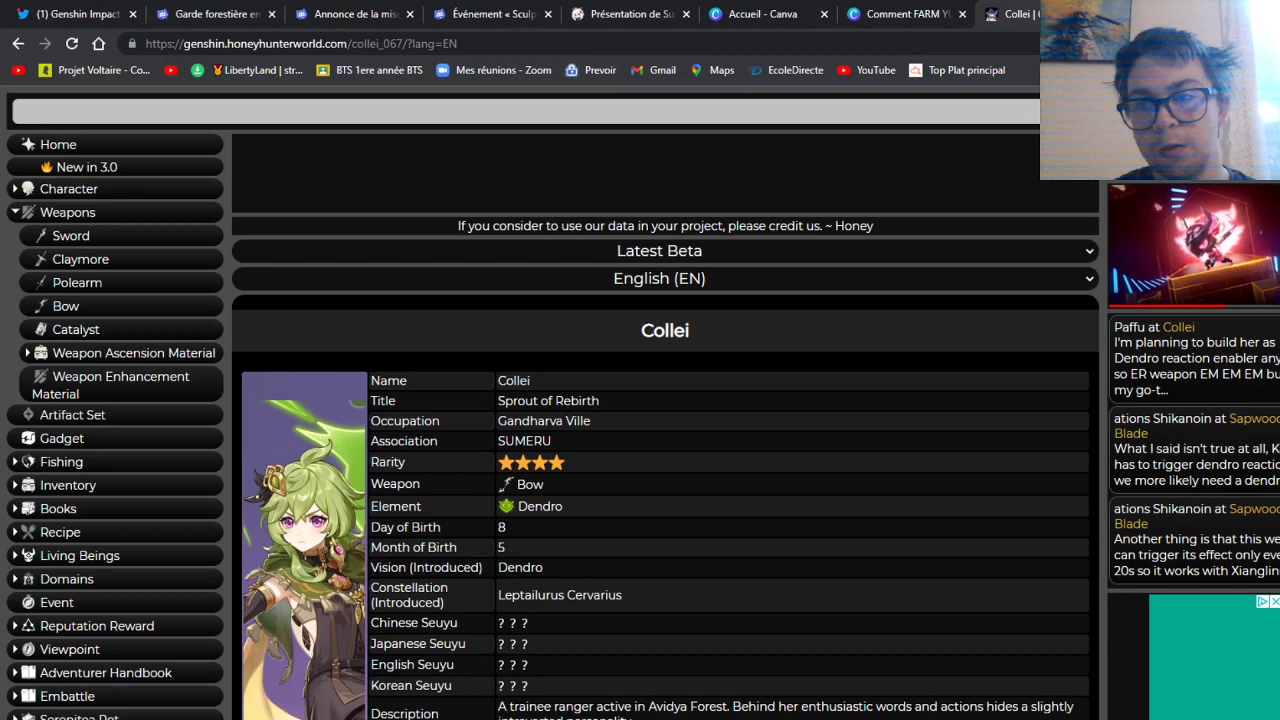 (1) Genshin Impact
Garde forestière en
Annonce de la mis
Événement « Sculp
Présentation de Su
Accueil - Canva
Comment FARM Y
Collei | G
https://genshin.honeyhunterworld.com/collei_067/?lang=EN
Projet Voltaire - Co...
LibertyLand | str...
BTS 1ere année BTS
Mes réunions - Zoom
Prevoir
Gmail
Maps
EcoleDirecte
YouTube
Top Plat principal
Home
New in 3.0
Character
Weapons
Sword
Claymore
Polearm
Bow
Catalyst
Weapon Ascension Material
Weapon Enhancement
Material
Artifact Set
Gadget
Fishing
Inventory
Books
Recipe
Living Beings
Domains
Event
Reputation Reward
Viewpoint
Adventurer Handbook
Embattle
Serenitea Pot
If you consider to use our data in your project, please credit us. ~ Honey
Latest Beta
English (EN)
Collei
Name Collei
Title Sprout of Rebirth
Occupation Gandharva Ville
Association SUMERU
Rarity
Weapon Bow
Element Dendro
Day of Birth 8
Month of Birth 5
Vision (Introduced) Dendro
Constellation
(Introduced) Leptailurus Cervarius
Chinese Seuyu ? ? ?
Japanese Seuyu ? ? ?
English Seuyu ? ? ?
Korean Seuyu ? ? ?
Description A trainee ranger active in Avidya Forest. Behind her enthusiastic words and actions hides a slightly
introverted personality.
Paffu at Collei
I'm planning to build her as
Dendro reaction enabler any
so ER weapon EM EM EM bu
my go-t...
ations Shikanoin at Sapwood
Blade
What I said isn't true at all, K
has to trigger dendro reactio
we more likely need a dendr
ations Shikanoin at Sapwood
Blade
Another thing is that this we
can trigger its effect only eve
20s so it works with Xianglin